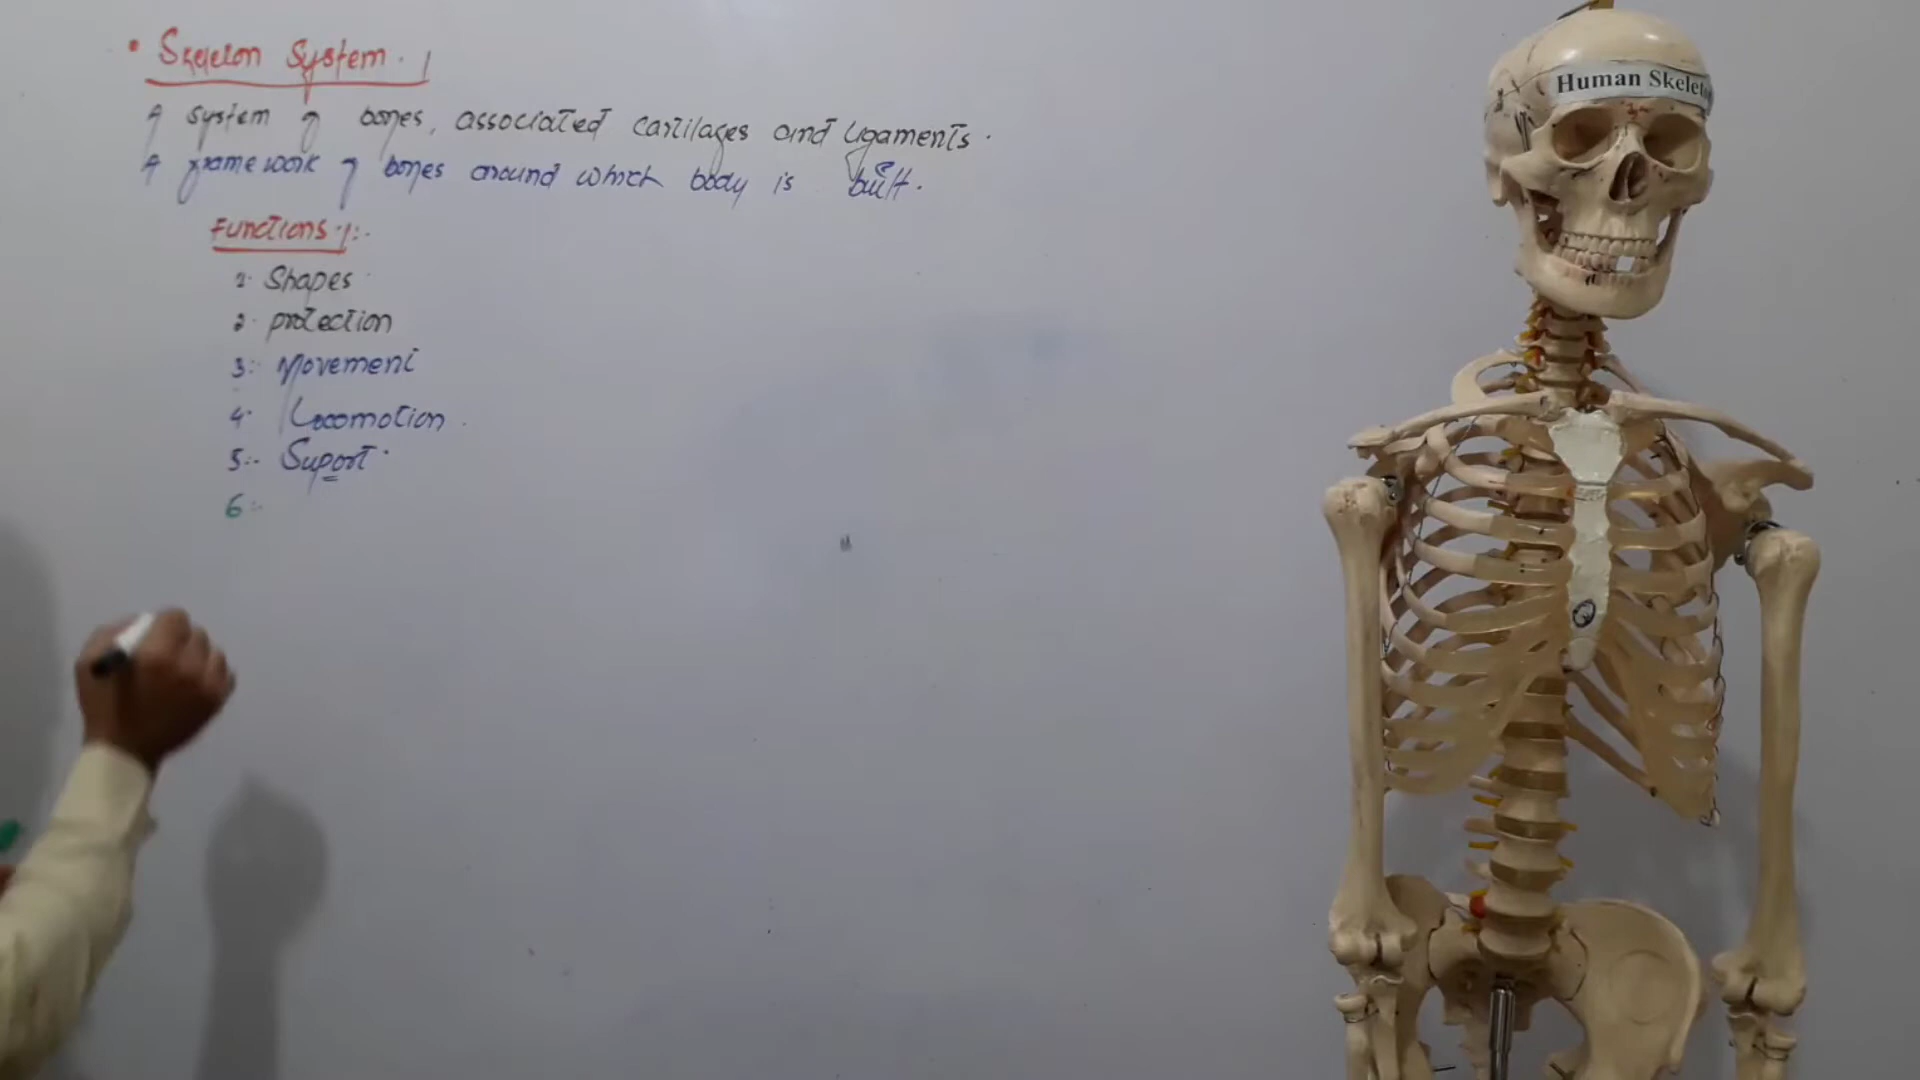 • Skeleton System.
A system of bones, associated cartilages and ligaments.
A framework of bones around which body is built.
Functions:-
1. Shapes
2. protection
3:- Movement
4. Locomotion.
5:- Suport.
6:-
Human Skeleto